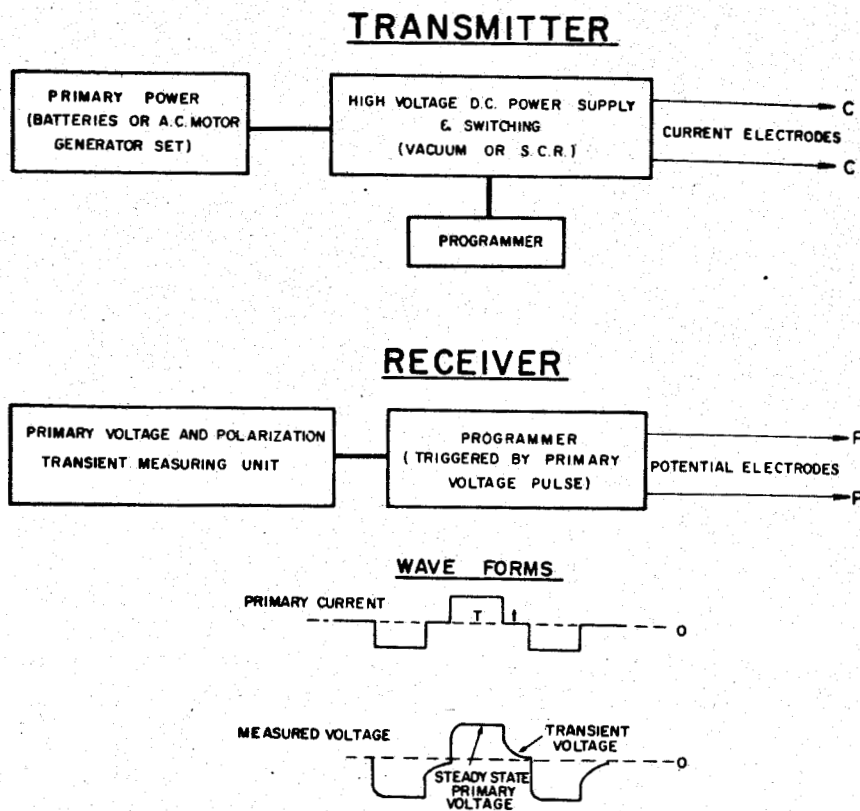 TRANSMITTER
PRIMARY POWER
(BATTERIES OR A.C. MOTOR
GENERATOR SET)
HIGH VOLTAGE D.C. POWER SUPPLY
& SWITCHING
(VACUUM OR S.C.R.)
C
CURRENT ELECTRODES
C
PROGRAMMER
RECEIVER
PRIMARY VOLTAGE AND POLARIZATION
TRANSIENT MEASURING UNIT
PROGRAMMER
(TRIGGERED BY PRIMARY
VOLTAGE PULSE)
P
POTENTIAL ELECTRODES
P
WAVE FORMS
PRIMARY CURRENT
T
t
O
MEASURED VOLTAGE
TRANSIENT
VOLTAGE
O
STEADY STATE
PRIMARY
VOLTAGE